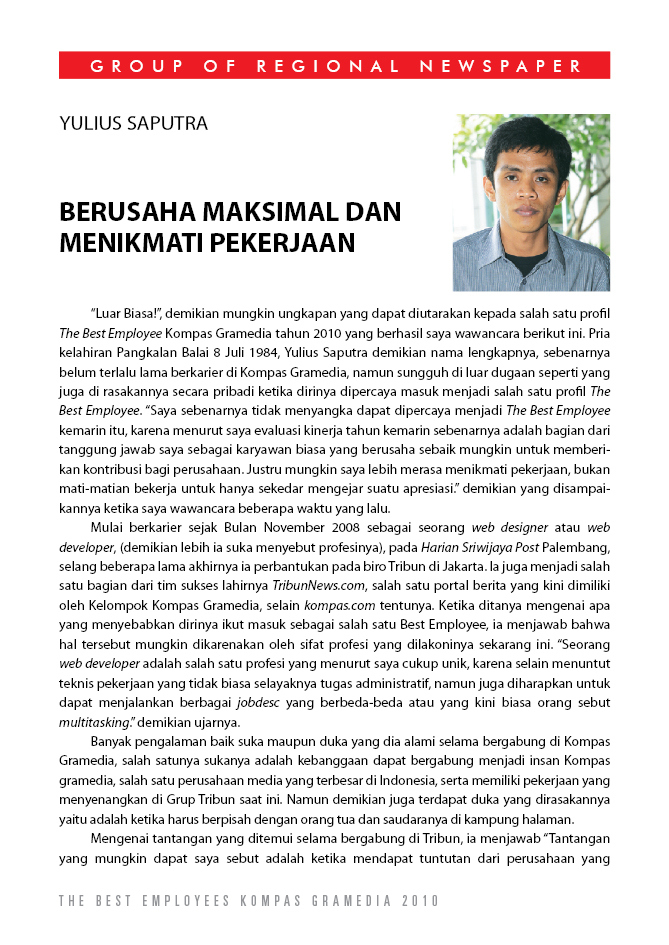 GROUP OF REGIONAL NEWSPAPER
YULIUS SAPUTRA
BERUSAHA MAKSIMAL DAN
MENIKMATI PEKERJAAN
“Luar Biasa!”, demikian mungkin ungkapan yang dapat diutarakan kepada salah satu profil
The Best Employee Kompas Gramedia tahun 2010 yang berhasil saya wawancara berikut ini. Pria
kelahiran Pangkalan Balai 8 Juli 1984, Yulius Saputra demikian nama lengkapnya, sebenarnya
belum terlalu lama berkarier di Kompas Gramedia, namun sungguh di luar dugaan seperti yang
juga di rasakannya secara pribadi ketika dirinya dipercaya masuk menjadi salah satu profil The
Best Employee. “Saya sebenarnya tidak menyangka dapat dipercaya menjadi The Best Employee
kemarin itu, karena menurut saya evaluasi kinerja tahun kemarin sebenarnya adalah bagian dari
tanggung jawab saya sebagai karyawan biasa yang berusaha sebaik mungkin untuk memberi-
kan kontribusi bagi perusahaan. Justru mungkin saya lebih merasa menikmati pekerjaan, bukan
mati-matian bekerja untuk hanya sekedar mengejar suatu apresiasi.” demikian yang disampai-
kannya ketika saya wawancara beberapa waktu yang lalu.
Mulai berkarier sejak Bulan November 2008 sebagai seorang web designer atau web
developer, (demikian lebih ia suka menyebut profesinya), pada Harian Sriwijaya Post Palembang,
selang beberapa lama akhirnya ia perbantukan pada biro Tribun di Jakarta. Ia juga menjadi salah
satu bagian dari tim sukses lahirnya TribunNews.com, salah satu portal berita yang kini dimiliki
oleh Kelompok Kompas Gramedia, selain kompas.com tentunya. Ketika ditanya mengenai apa
yang menyebabkan dirinya ikut masuk sebagai salah satu Best Employee, ia menjawab bahwa
hal tersebut mungkin dikarenakan oleh sifat profesi yang dilakoninya sekarang ini. “Seorang
web developer adalah salah satu profesi yang menurut saya cukup unik, karena selain menuntut
teknis pekerjaan yang tidak biasa selayaknya tugas administratif, namun juga diharapkan untuk
dapat menjalankan berbagai jobdesc yang berbeda-beda atau yang kini biasa orang sebut
multitasking.” demikian ujarnya.
Banyak pengalaman baik suka maupun duka yang dia alami selama bergabung di Kompas
Gramedia, salah satunya sukanya adalah kebanggaan dapat bergabung menjadi insan Kompas
gramedia, salah satu perusahaan media yang terbesar di Indonesia, serta memiliki pekerjaan yang
menyenangkan di Grup Tribun saat ini. Namun demikian juga terdapat duka yang dirasakannya
yaitu adalah ketika harus berpisah dengan orang tua dan saudaranya di kampung halaman.
Mengenai tantangan yang ditemui selama bergabung di Tribun, ia menjawab “Tantangan
yang mungkin dapat saya sebut adalah ketika mendapat tuntutan dari perusahaan yang
THE BEST EMPLOYEES KOMPAS GRAMEDIA 2010